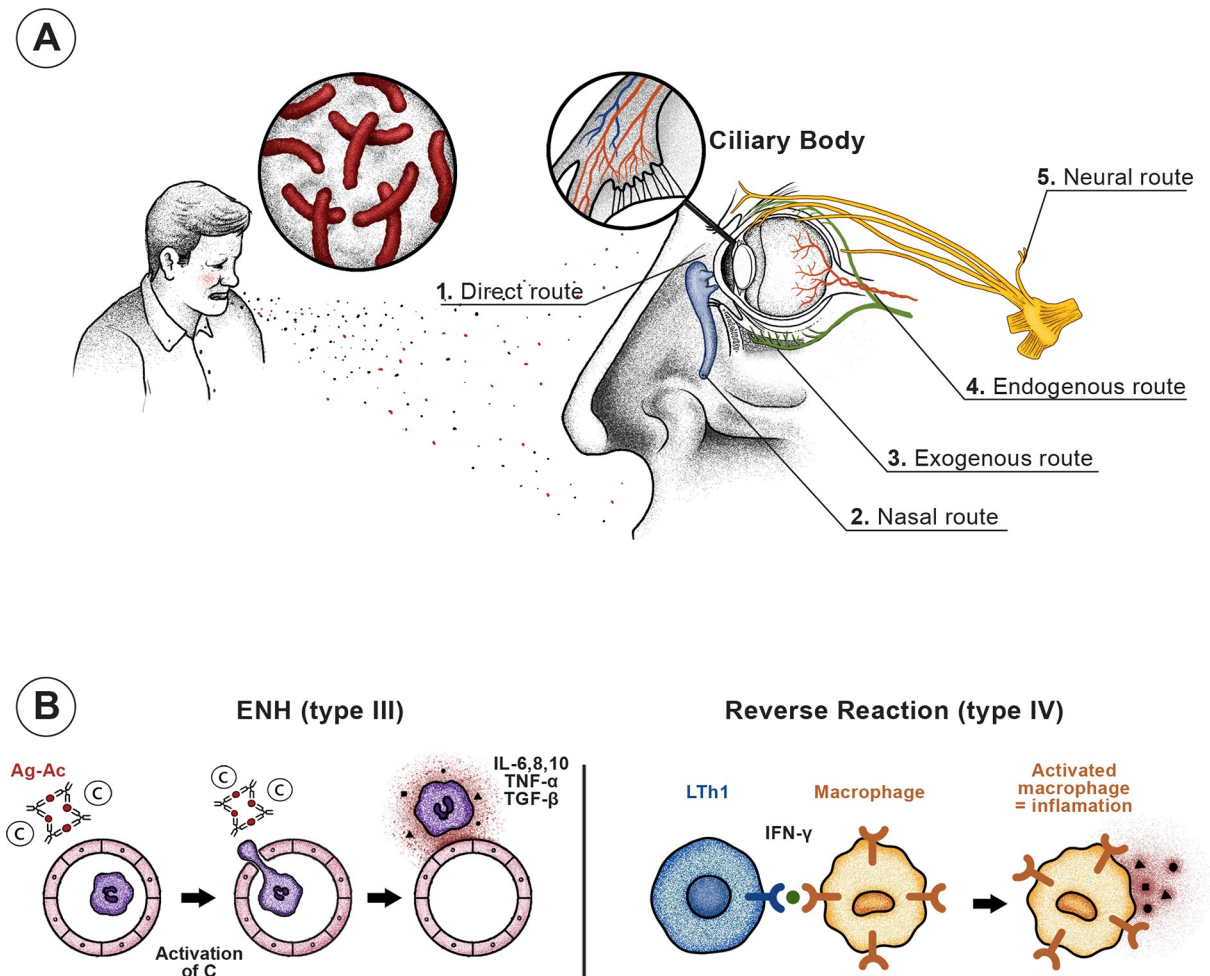 A
Ciliary Body
5. Neural route
1. Direct route
4. Endogenous route
3. Exogenous route
2. Nasal route
B
ENH (type III)
Reverse Reaction (type IV)
Ag-Ac
C
C
C
C
IL-6,8,10
TNF-α
TGF-β
Activation
of C
LTh1
IFN-γ
Macrophage
Activated
macrophage
= inflamation